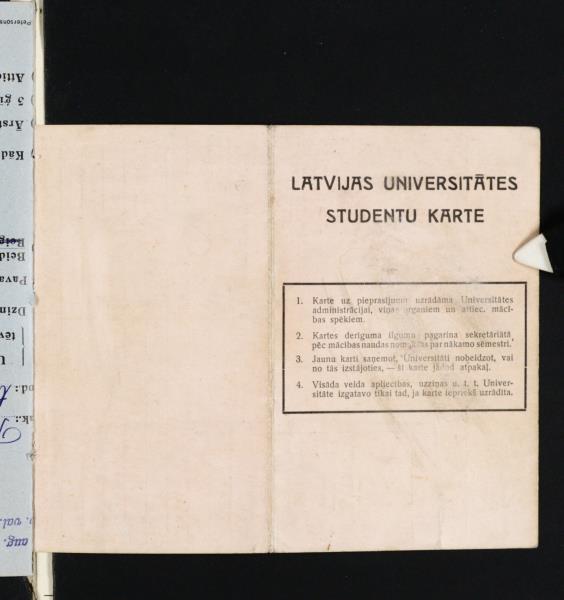 LATVIJAS UNIVERSITĀTES
STUDENTU KARTE
1. Karte uz pieprasījumu uzrādāma Universitātes
administrācijai, viņas orgāniem un attiec. mācī-
bas spēkiem.
2. Kartes derīguma ilgumu pagarina sekretāriātā
pēc mācības naudas nomaksas par nākamo sēmestri.
3. Jaunu karti saņemot, Universitāti nobeidzot, vai
no tās izstājoties, — šī karte jādod atpakaļ.
4. Visāda veida apliecības, uzziņas u. t. t. Univer-
sitāte izgatavo tikai tad, ja karte iepriekš uzrādīta.